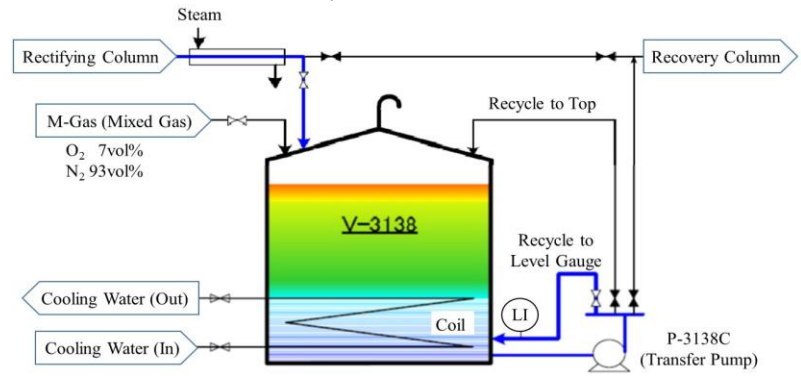 Steam
Rectifying Column
Recovery Column
Recycle to Top
M-Gas (Mixed Gas)
O₂ 7vol%
N₂ 93vol%
V-3138
Recycle to
Level Gauge
Cooling Water (Out)
Coil
LI
Cooling Water (In)
P-3138C
(Transfer Pump)